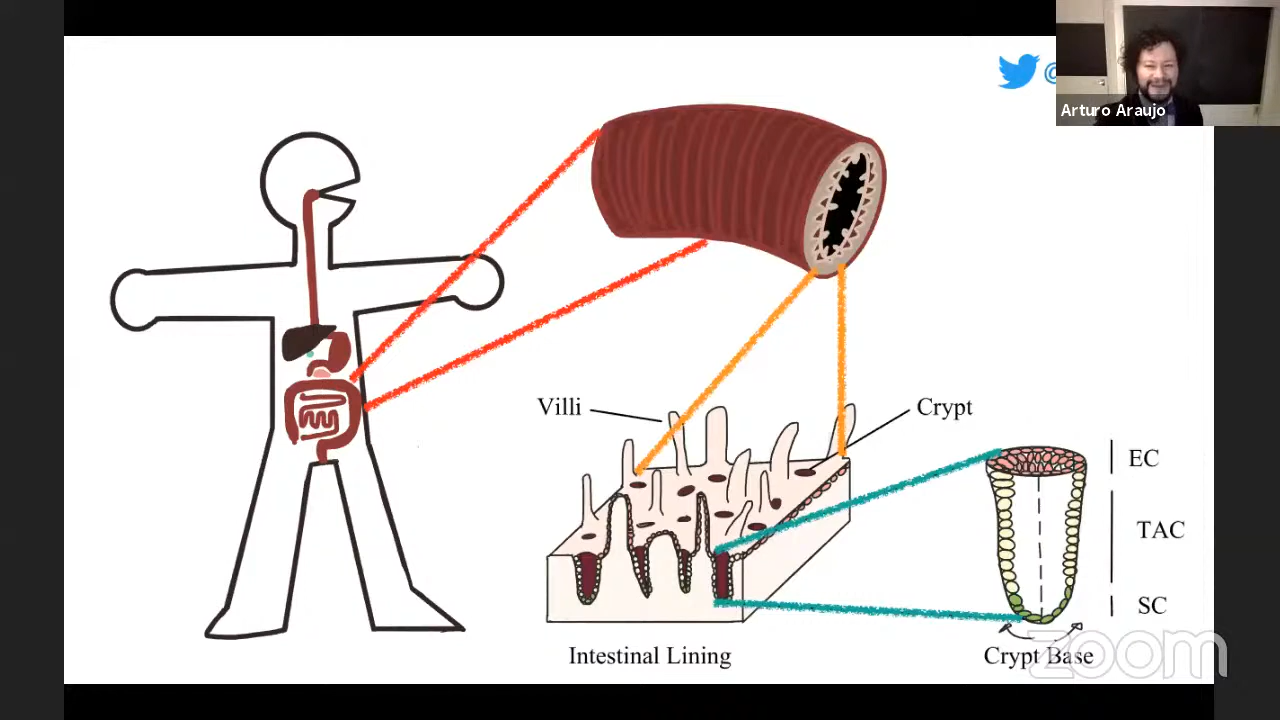 @
Arturo Araujo
Villi
Crypt
EC
TAC
SC
Intestinal Lining
Crypt Base
zoom